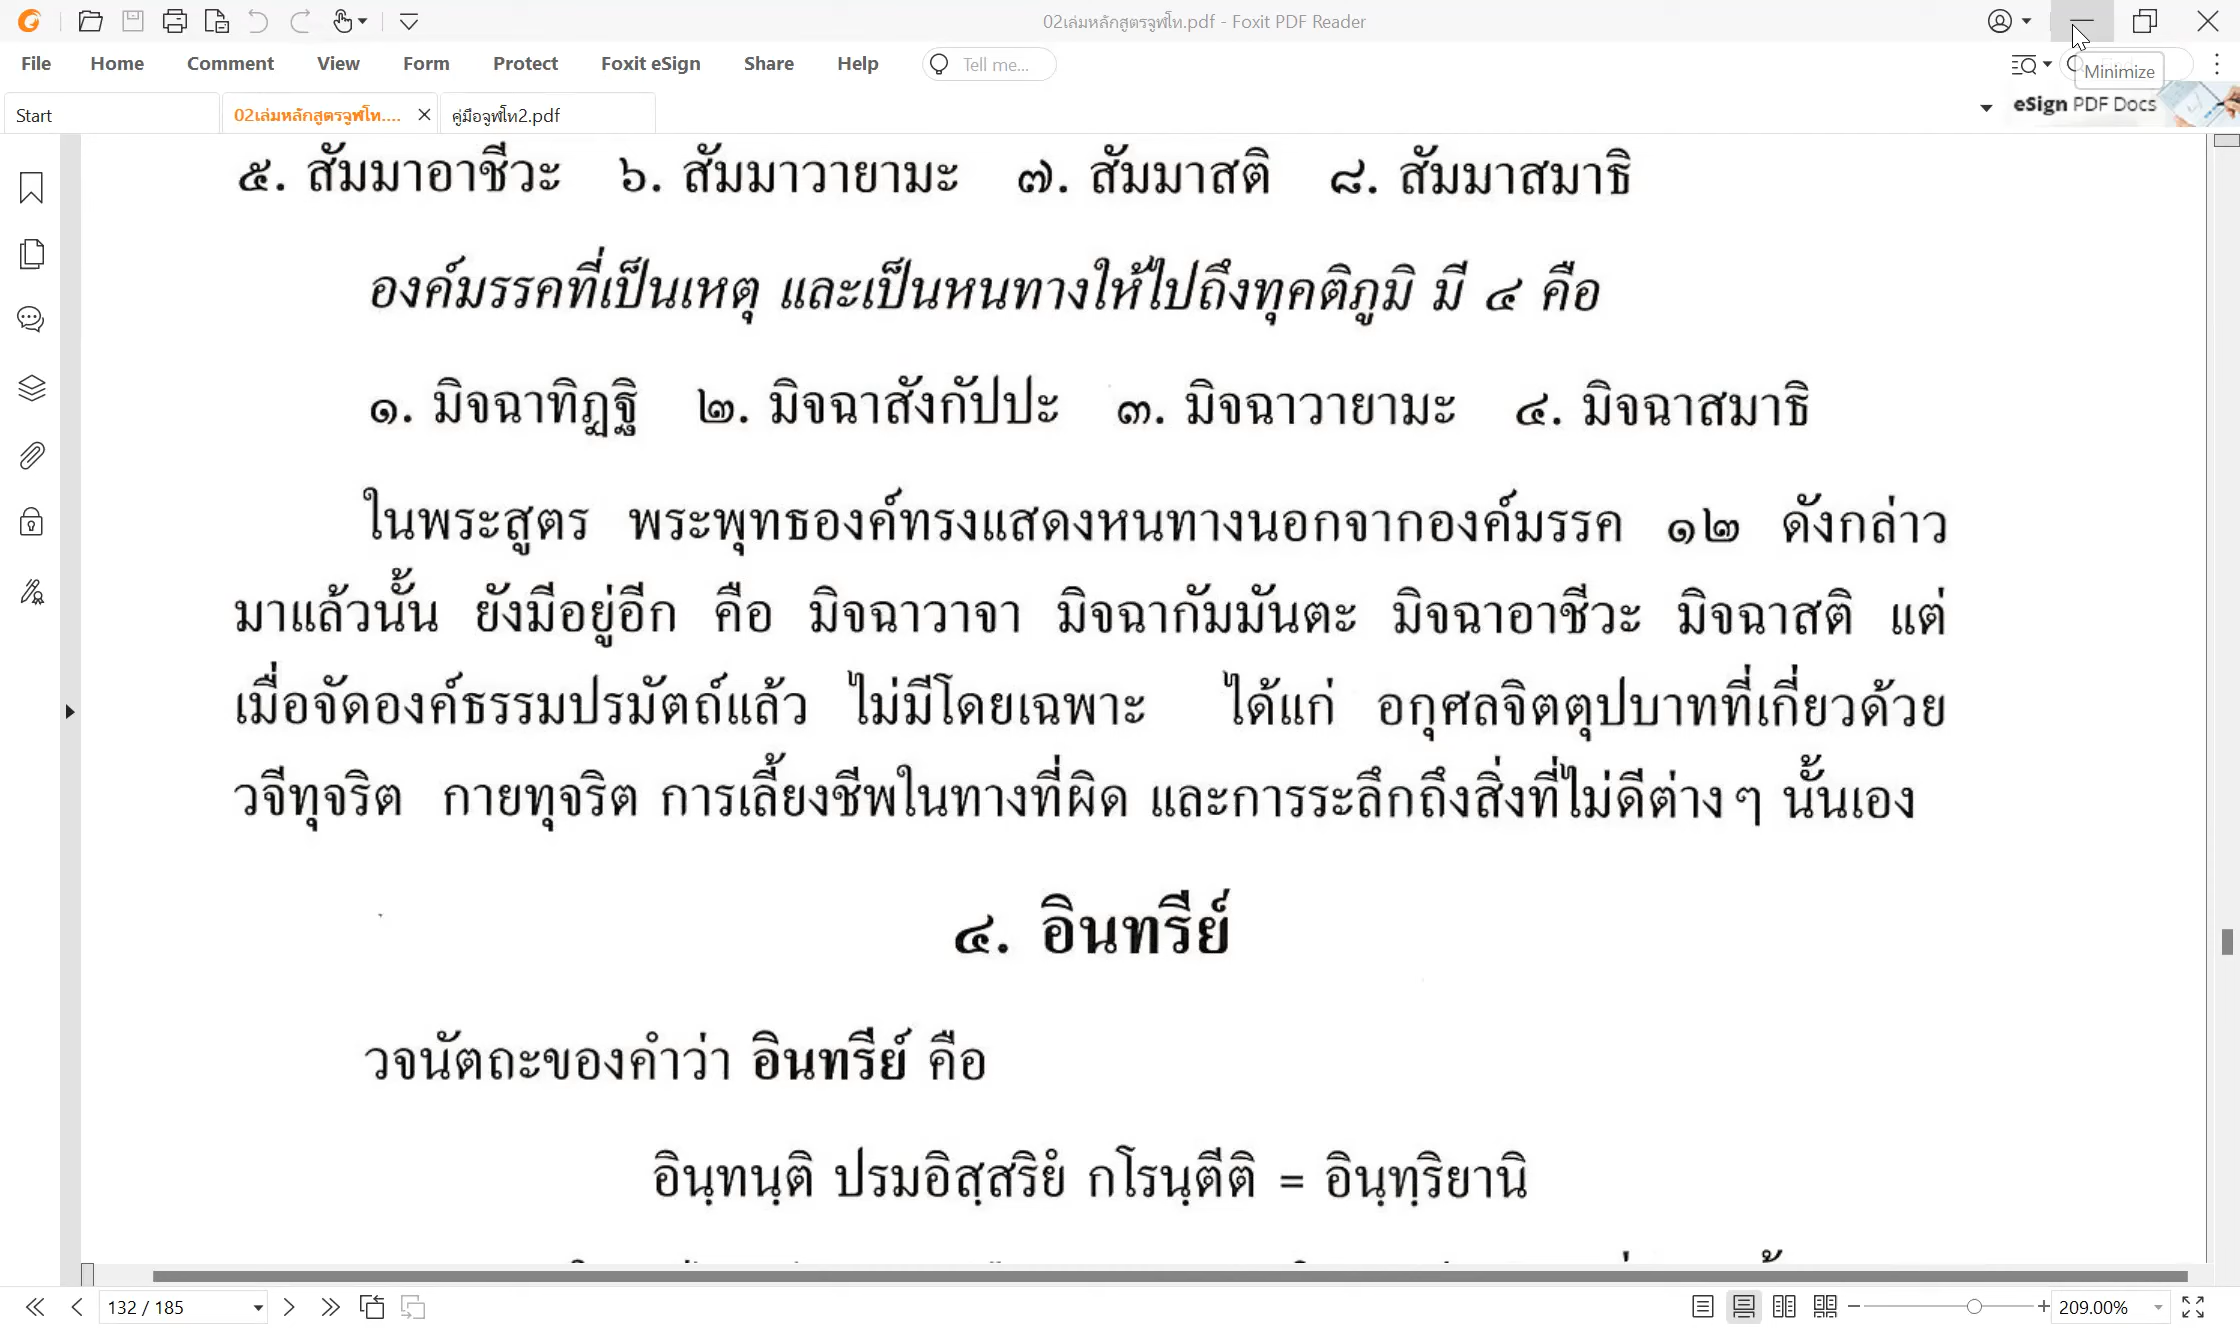 02เล่มหลักสูตรจูฬโท.pdf - Foxit PDF Reader
File Home Comment View Form Protect Foxit eSign Share Help Tell me...
Minimize
Start 02เล่มหลักสูตรจูฬโท.... คู่มือจูฬโท2.pdf eSign PDF Docs
๕. สัมมาอาชีวะ ๖. สัมมาวายามะ ๗. สัมมาสติ ๘. สัมมาสมาธิ
องค์มรรคที่เป็นเหตุ และเป็นหนทางให้ไปถึงทุคติภูมิ มี ๔ คือ
๑. มิจฉาทิฏฐิ ๒. มิจฉาสังกัปปะ ๓. มิจฉาวายามะ ๔. มิจฉาสมาธิ
ในพระสูตร พระพุทธองค์ทรงแสดงหนทางนอกจากองค์มรรค ๑๒ ดังกล่าว
มาแล้วนั้น ยังมีอยู่อีก คือ มิจฉาวาจา มิจฉากัมมันตะ มิจฉาอาชีวะ มิจฉาสติ แต่
เมื่อจัดองค์ธรรมปรมัตถ์แล้ว ไม่มีโดยเฉพาะ ได้แก่ อกุศลจิตตุปบาทที่เกี่ยวด้วย
วจีทุจริต กายทุจริต การเลี้ยงชีพในทางที่ผิด และการระลึกถึงสิ่งที่ไม่ดีต่าง ๆ นั้นเอง
๔. อินทรีย์
วจนัตถะของคำว่า อินทรีย์ คือ
อินฺทนฺติ ปรมอิสฺสริยํ กโรนฺตีติ = อินฺทฺริยานิ
132 / 185 209.00%